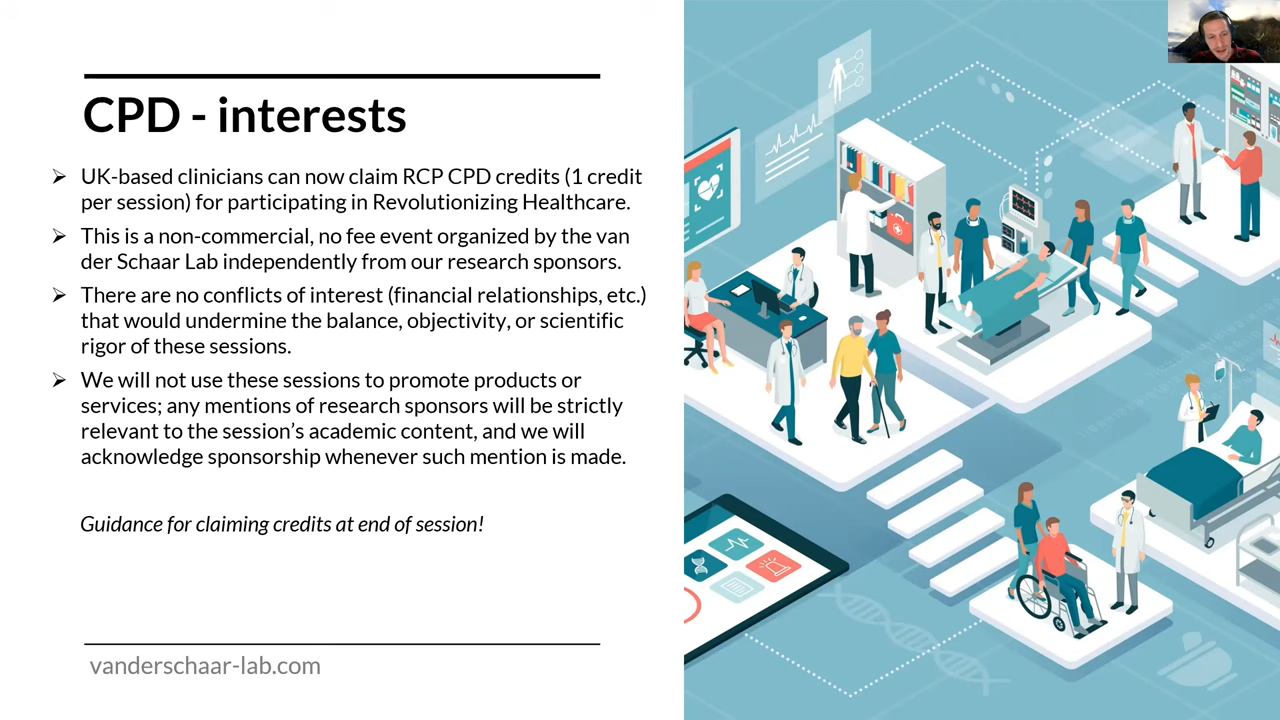 CPD - interests
➢ UK-based clinicians can now claim RCP CPD credits (1 credit
per session) for participating in Revolutionizing Healthcare.
➢ This is a non-commercial, no fee event organized by the van
der Schaar Lab independently from our research sponsors.
➢ There are no conflicts of interest (financial relationships, etc.)
that would undermine the balance, objectivity, or scientific
rigor of these sessions.
➢ We will not use these sessions to promote products or
services; any mentions of research sponsors will be strictly
relevant to the session’s academic content, and we will
acknowledge sponsorship whenever such mention is made.
Guidance for claiming credits at end of session!
vanderschaar-lab.com